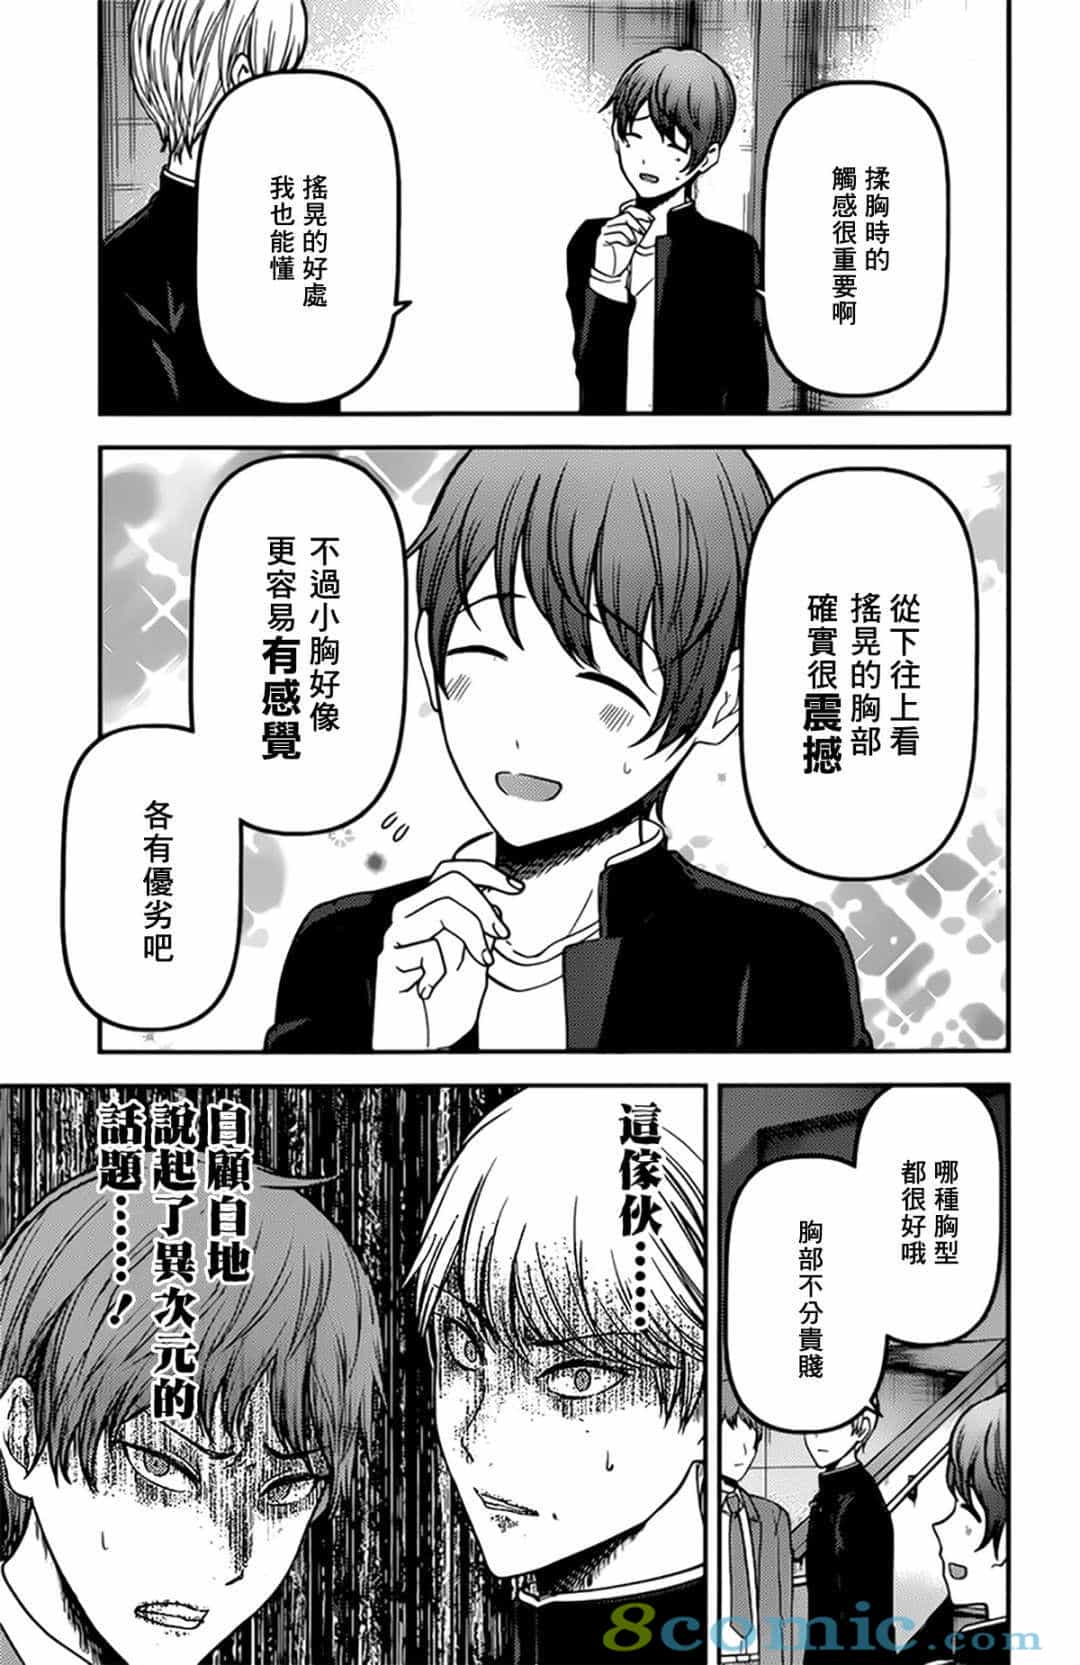 揉胸時的
觸感很重要啊
搖晃的好處
我也能懂
從下往上看
搖晃的胸部
確實很震撼
不過小胸好像
更容易有感覺
各有優劣吧
哪種胸型
都很好哦
胸部不分貴賤
這傢伙……
自顧自地
說起了異次元的
話題……！
8comic.com